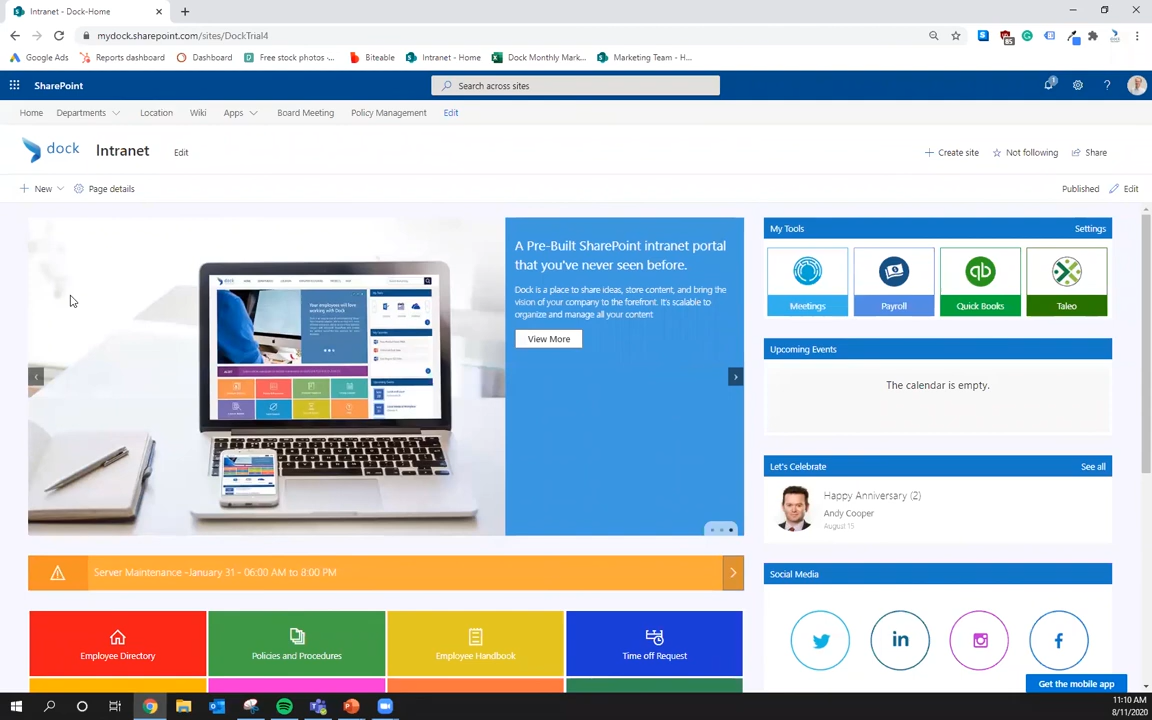 Intranet - Dock-Home
mydock.sharepoint.com/sites/DockTrial4
Google Ads
Reports dashboard
Dashboard
Free stock photos -...
Biteable
Intranet - Home
Dock Monthly Mark...
Marketing Team - H...
SharePoint
Search across sites
Home
Departments
Location
Wiki
Apps
Board Meeting
Policy Management
Edit
dock
Intranet
Edit
Create site
Not following
Share
New
Page details
Published
Edit
A Pre-Built SharePoint intranet portal
that you've never seen before.
Dock is a place to share ideas, store content, and bring the
vision of your company to the forefront. It's scalable to
organize and manage all your content
View More
My Tools
Settings
Meetings
Payroll
Quick Books
Taleo
Upcoming Events
The calendar is empty.
Let's Celebrate
See all
Happy Anniversary (2)
Andy Cooper
August 15
Server Maintenance - January 31 - 06:00 AM to 8:00 PM
Social Media
Employee Directory
Policies and Procedures
Employee Handbook
Time off Request
Get the mobile app
11:10 AM
8/11/2020